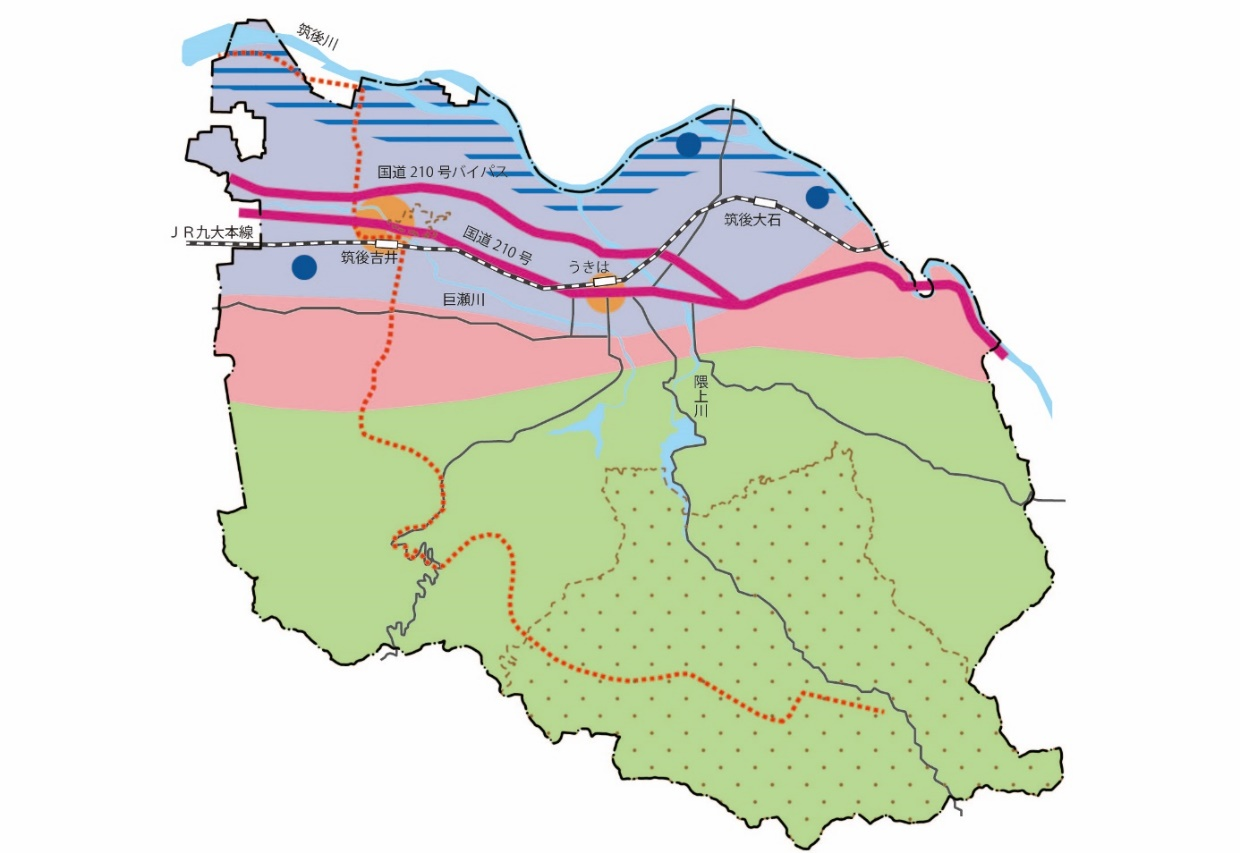 筑後川
国道 210 号バイパス
ＪＲ九大本線
国道 210 号
筑後大石
筑後吉井
うきは
巨瀬川
隈上川